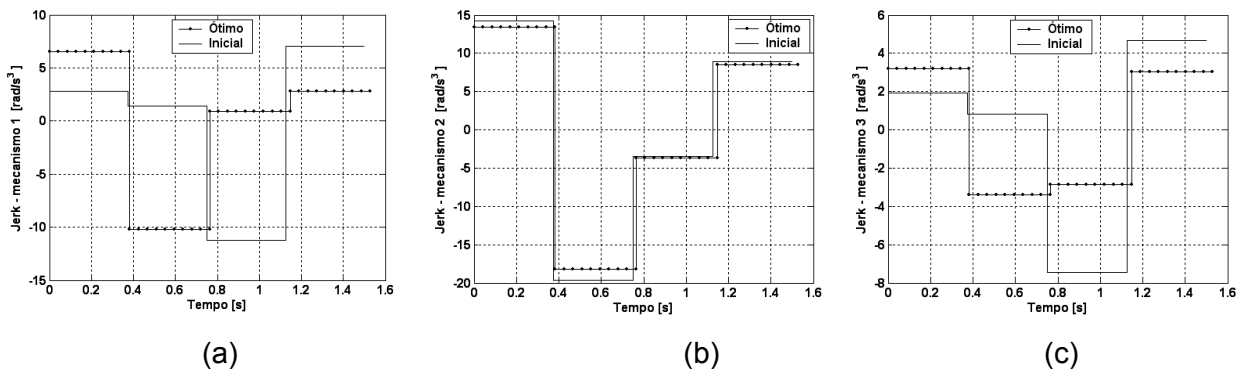 Jerk - mecanismo 1 [rad/s³]
10
5
0
-5
-10
-15
Ótimo
Inicial
0 0.2 0.4 0.6 0.8 1 1.2 1.4 1.6
Tempo [s]
(a)
Jerk - mecanismo 2 [rad/s³]
15
10
5
0
-5
-10
-15
-20
Ótimo
Inicial
0 0.2 0.4 0.6 0.8 1 1.2 1.4 1.6
Tempo [s]
(b)
Jerk - mecanismo 3 [rad/s³]
6
4
2
0
-2
-4
-6
-8
Ótimo
Inicial
0 0.2 0.4 0.6 0.8 1 1.2 1.4 1.6
Tempo [s]
(c)